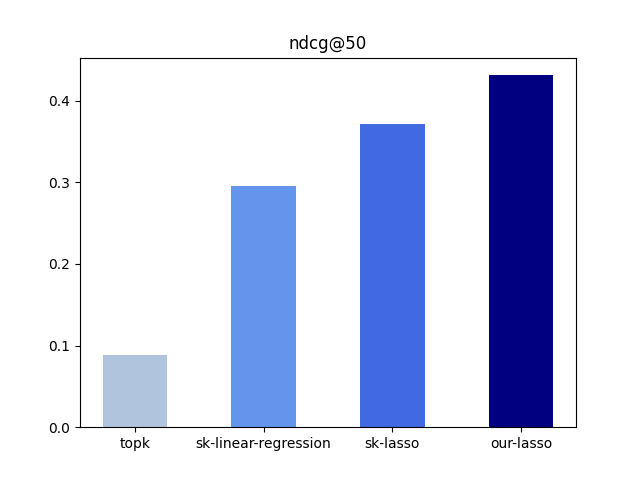 ndcg@50
0.4
0.3
0.2
0.1
0.0
topk
sk-linear-regression
sk-lasso
our-lasso